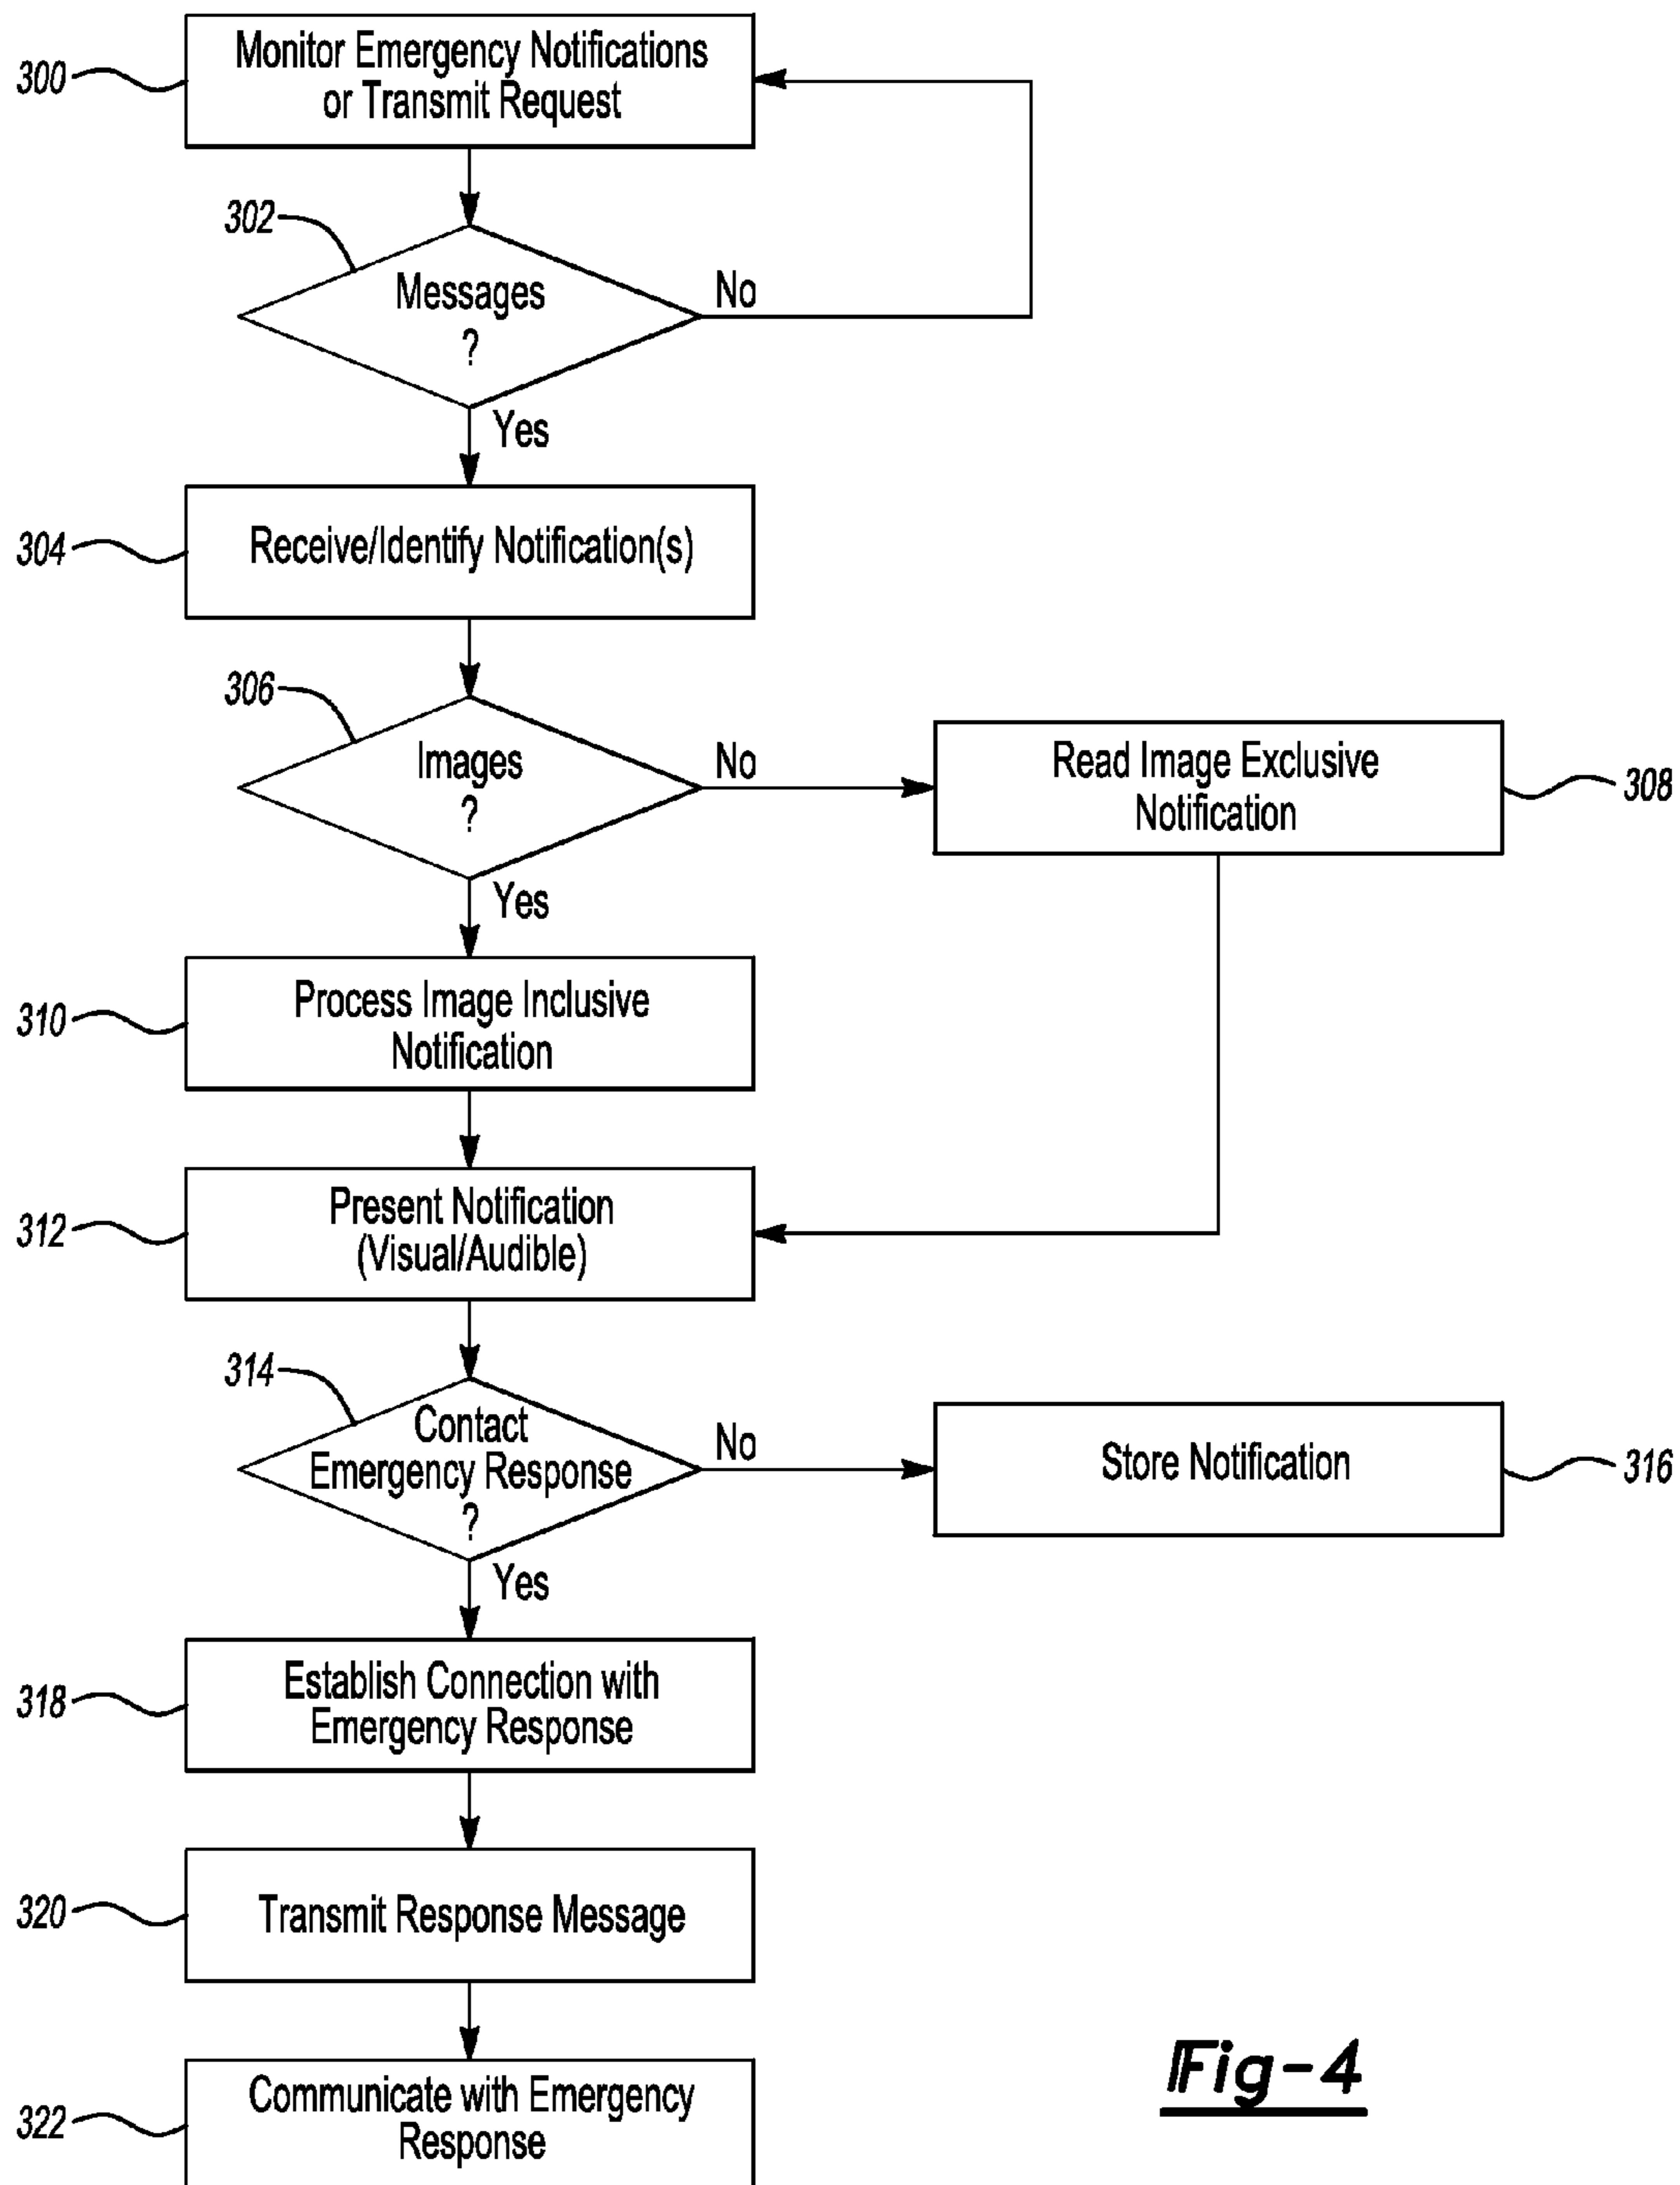 300
Monitor Emergency Notifications
or Transmit Request
302
Messages
?
No
Yes
304
Receive/Identify Notification(s)
306
Images
?
No
Read Image Exclusive
Notification
308
Yes
310
Process Image Inclusive
Notification
312
Present Notification
(Visual/Audible)
314
Contact
Emergency Response
?
No
Store Notification
316
Yes
318
Establish Connection with
Emergency Response
320
Transmit Response Message
322
Communicate with Emergency
Response
Fig-4